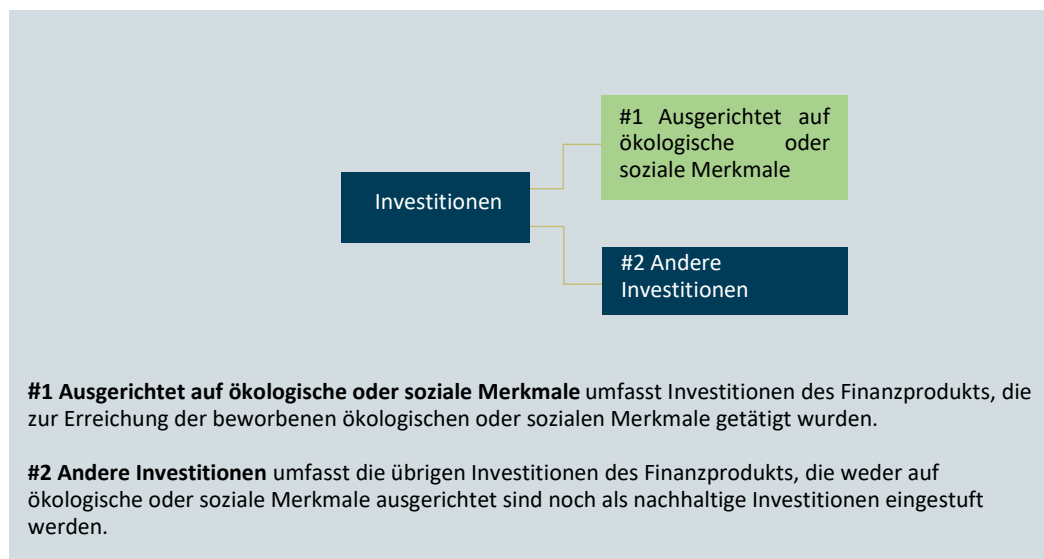 #1 Ausgerichtet auf
ökologische oder
soziale Merkmale
Investitionen
#2 Andere
Investitionen
#1 Ausgerichtet auf ökologische oder soziale Merkmale umfasst Investitionen des Finanzprodukts, die
zur Erreichung der beworbenen ökologischen oder sozialen Merkmale getätigt wurden.
#2 Andere Investitionen umfasst die übrigen Investitionen des Finanzprodukts, die weder auf
ökologische oder soziale Merkmale ausgerichtet sind noch als nachhaltige Investitionen eingestuft
werden.